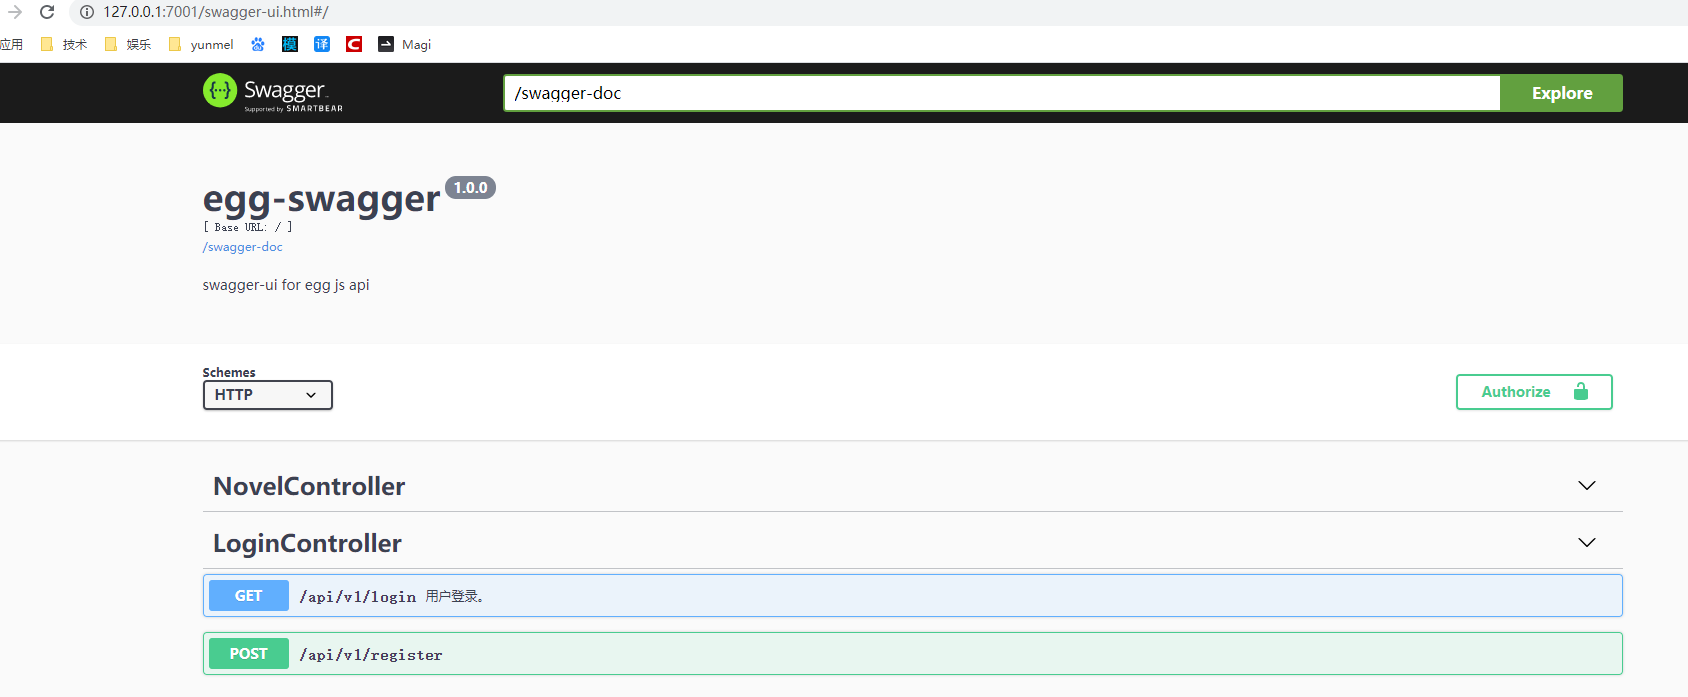 127.0.0.1:7001/swagger-ui.html#/
应用 技术 娱乐 yunmel 模 译 C Magi
{··} Swagger
Supported by SMARTBEAR
/swagger-doc Explore
egg-swagger 1.0.0
[ Base URL: / ]
/swagger-doc
swagger-ui for egg js api
Schemes
HTTP
Authorize
NovelController
LoginController
GET /api/v1/login 用户登录。
POST /api/v1/register